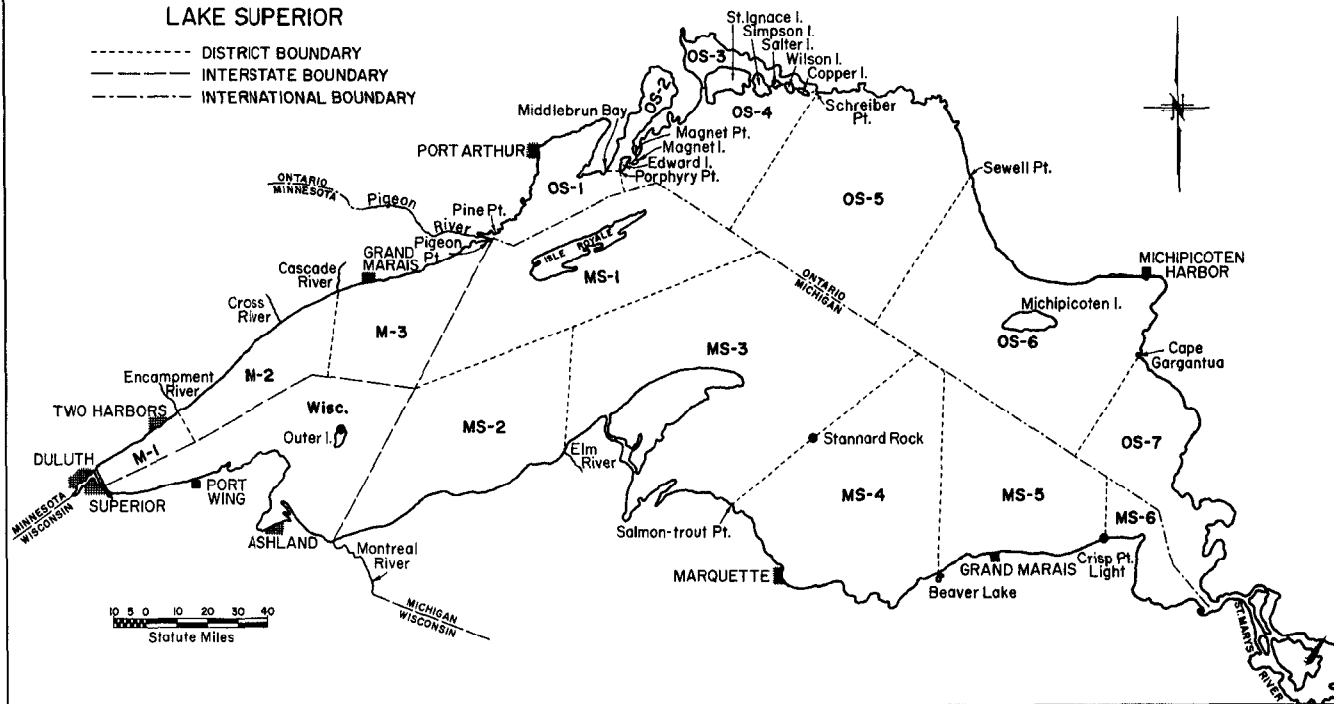 LAKE SUPERIOR
DISTRICT BOUNDARY
INTERSTATE BOUNDARY
INTERNATIONAL BOUNDARY
St. Ignace I.
Simpson I.
Salter I.
Wilson I.
Copper I.
Schreiber
Pt.
OS-3
OS-2
OS-4
Middlebrun Bay
Magnet Pt.
Magnet I.
Edward I.
Porphyry Pt.
PORT ARTHUR
OS-1
N
Sewell Pt.
OS-5
ONTARIO
MINNESOTA
Pigeon
River
Pine Pt.
Pigeon
Pt.
GRAND
MARAIS
ISLE ROYALE
MS-1
Cascade
River
Cross
River
M-3
ONTARIO
MICHIGAN
MICHIPICOTEN
HARBOR
Michipicoten I.
OS-6
Cape
Gargantua
M-2
Encampment
River
TWO HARBORS
M-1
DULUTH
SUPERIOR
MINNESOTA
WISCONSIN
PORT
WING
Wisc.
Outer I.
ASHLAND
Montreal
River
MICHIGAN
WISCONSIN
MS-2
MS-3
Elm
River
Stannard Rock
Salmon-trout Pt.
MARQUETTE
MS-4
MS-5
MS-6
OS-7
Beaver Lake
GRAND MARAIS
Crisp Pt.
Light
ST. MARYS
RIVER
10 5 0 10 20 30 40
Statute Miles